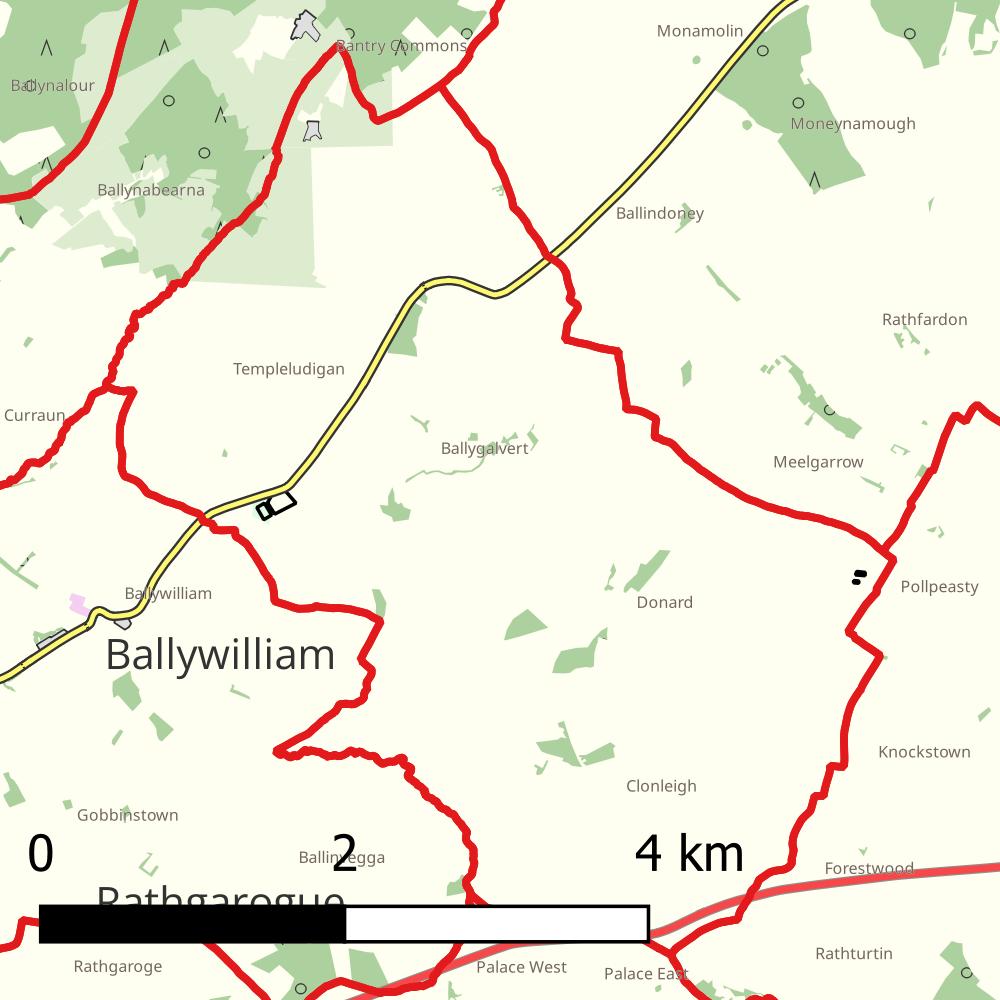 Monamolin
Bantry Commons
Ballynalour
Moneynamough
Ballynabearna
Ballindoney
Rathfardon
Templeludigan
Curraun
Ballygalvert
Meelgarrow
Pollpeasty
Ballywilliam
Donard
Ballywilliam
Knockstown
Clonleigh
Gobbinstown
0 2 4 km
Ballinvegga
Forestwood
Rathgarogue
Rathturtin
Rathgaroge
Palace West
Palace East